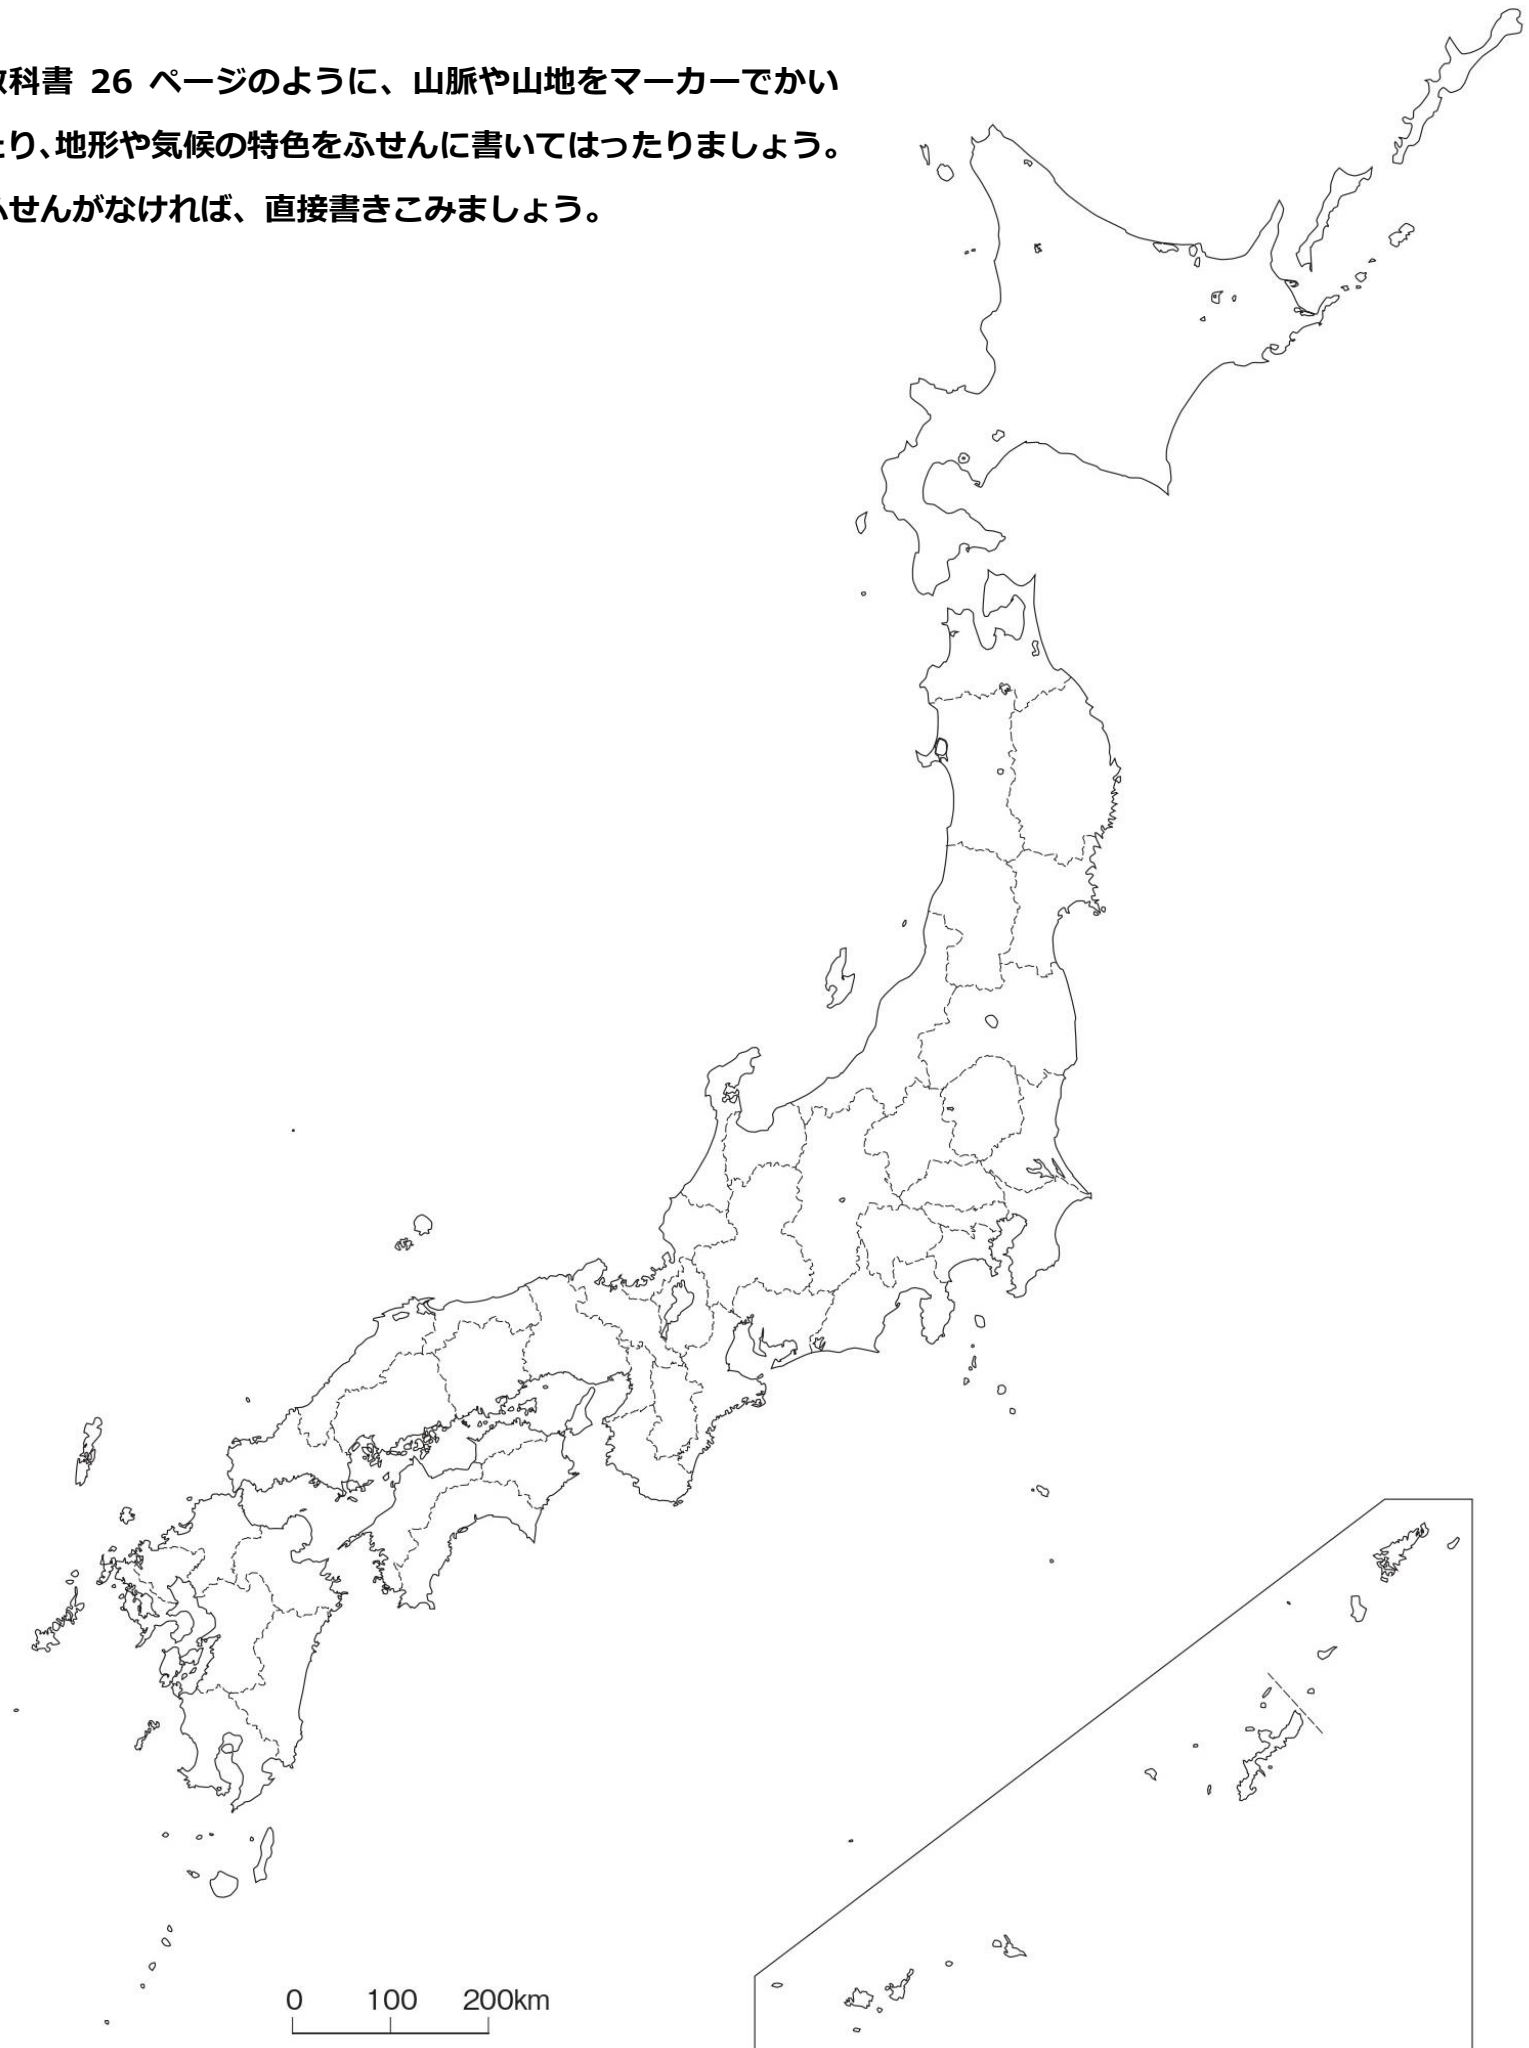 教科書 26 ページのように、山脈や山地をマーカーでかい
たり､地形や気候の特色をふせんに書いてはったりましょう。
ふせんがなければ、直接書きこみましょう。
0 100 200km